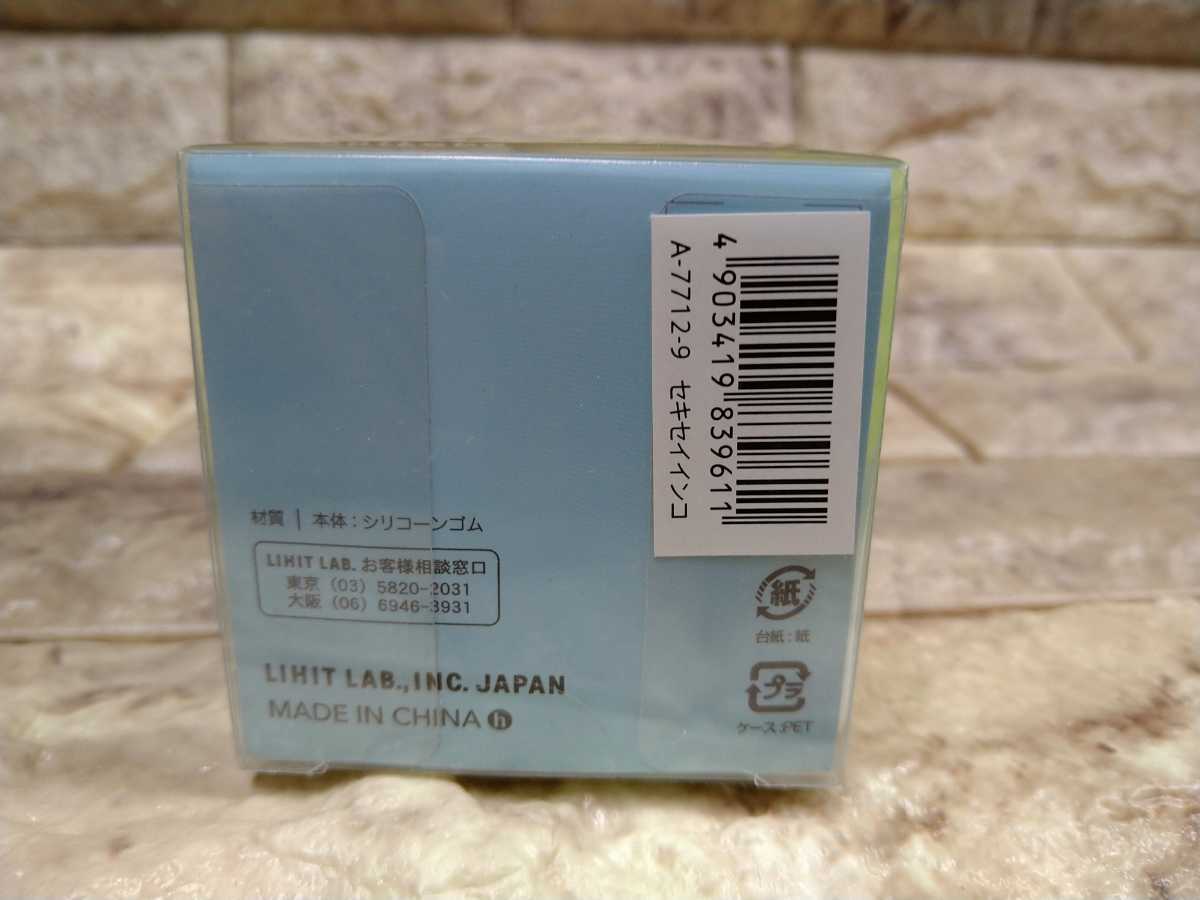 4 903419 839611
A-7712-9 セキセイインコ
材質 | 本体:シリコーンゴム
LIHIT LAB. お客様相談窓口
東京 (03) 5820-2031
大阪 (06) 6946-3931
LIHIT LAB.,INC. JAPAN
MADE IN CHINA h
紙
台紙:紙
プラ
ケース:PET